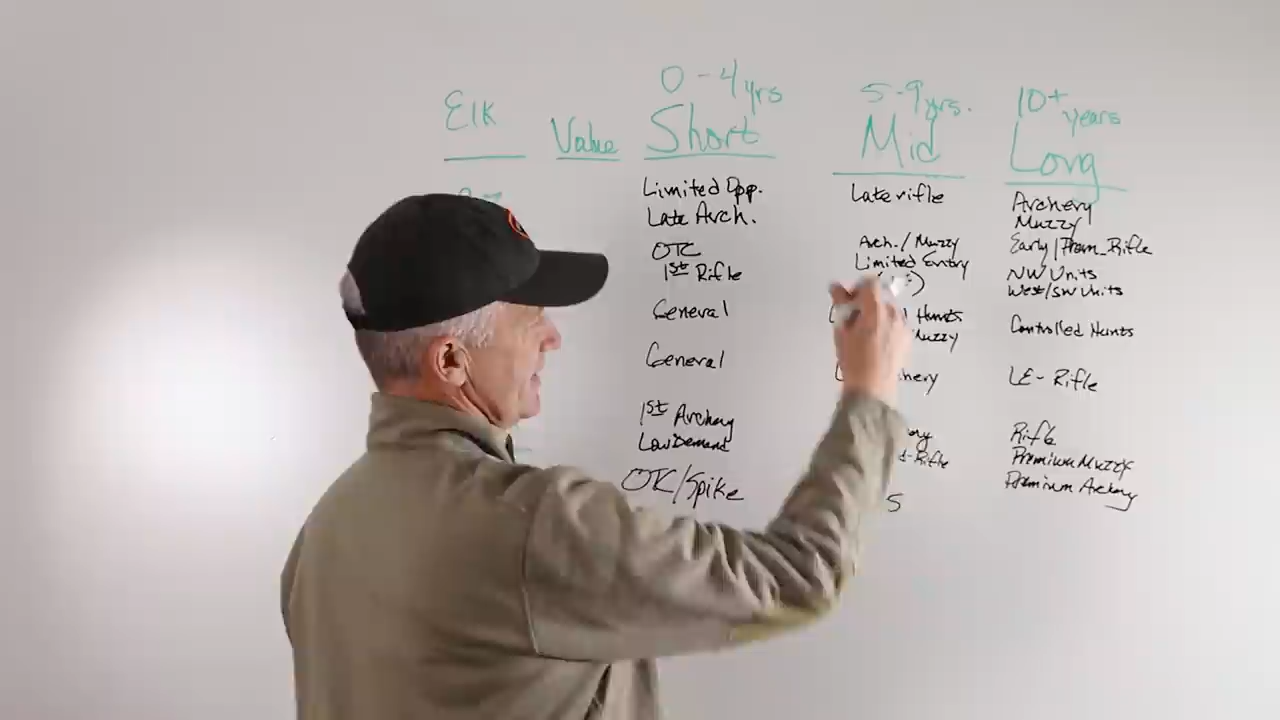 0-4 yrs
5-9 yrs.
10+ years
Elk
Value
Short
Mid
Long
Limited Opp.
Late Arch.
OTC
1st Rifle
General
General
1st Archery
Low Demand
OTC/Spike
Late rifle
Arch./Muzzy
Limited Entry
Hunts
Muzzy
Archery
Muzzy
Early/Prem. Rifle
NW Units
West/SW Units
Controlled Hunts
LE- Rifle
Rifle
Premium Muzzy
Premium Archery